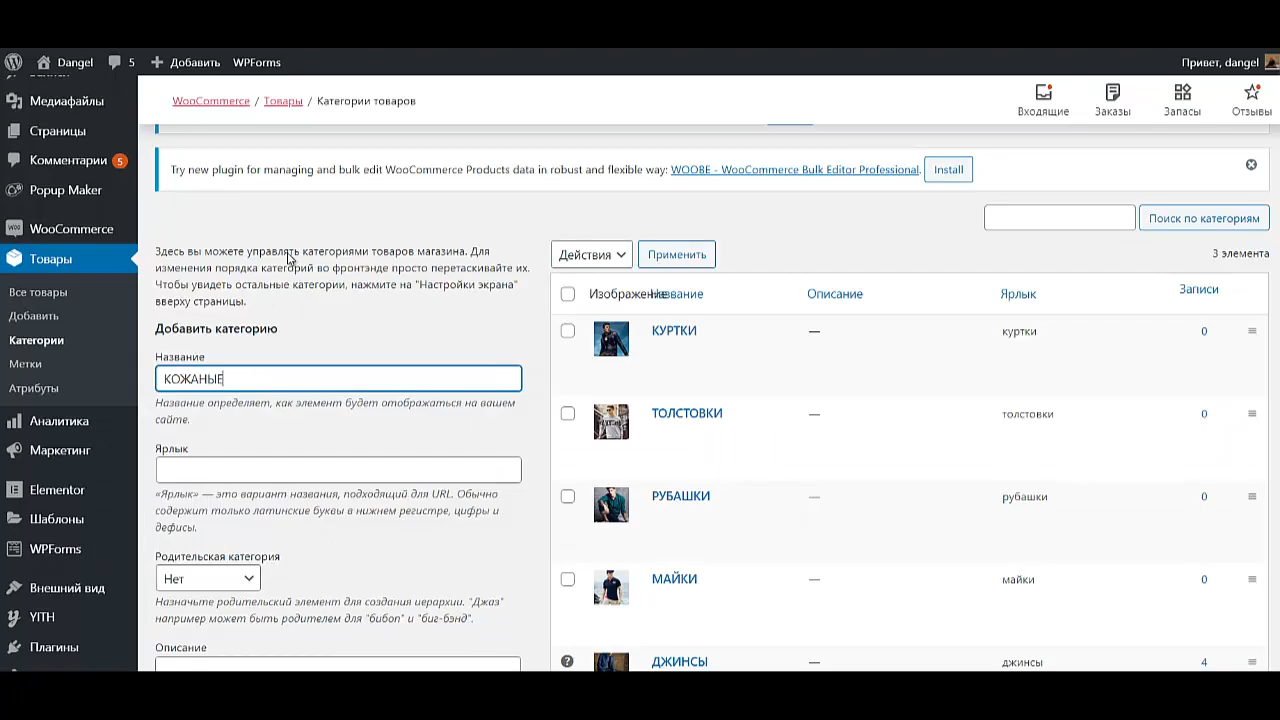 Dangel
5
Добавить
WPForms
Привет, dangel
Медиафайлы
Страницы
Комментарии 5
Popup Maker
WooCommerce
Товары
Все товары
Добавить
Категории
Метки
Атрибуты
Аналитика
Маркетинг
Elementor
Шаблоны
WPForms
Внешний вид
YITH
Плагины
WooCommerce / Товары / Категории товаров
Входящие
Заказы
Запасы
Отзывы
Try new plugin for managing and bulk edit WooCommerce Products data in robust and flexible way: WOOBE - WooCommerce Bulk Editor Professional. Install
Поиск по категориям
Здесь вы можете управлять категориями товаров магазина. Для
изменения порядка категорий во фронтэнде просто перетаскивайте их.
Чтобы увидеть остальные категории, нажмите на "Настройки экрана"
вверху страницы.
Добавить категорию
Название
КОЖАНЫЕ
Название определяет, как элемент будет отображаться на вашем
сайте.
Ярлык
«Ярлык» — это вариант названия, подходящий для URL. Обычно
содержит только латинские буквы в нижнем регистре, цифры и
дефисы.
Родительская категория
Нет
Назначьте родительский элемент для создания иерархии. "Джаз"
например может быть родителем для "бибоп" и "биг-бэнд".
Описание
Действия
Применить
3 элемента
Изображение Название Описание Ярлык Записи
КУРТКИ — куртки 0
ТОЛСТОВКИ — толстовки 0
РУБАШКИ — рубашки 0
МАЙКИ — майки 0
ДЖИНСЫ — джинсы 4